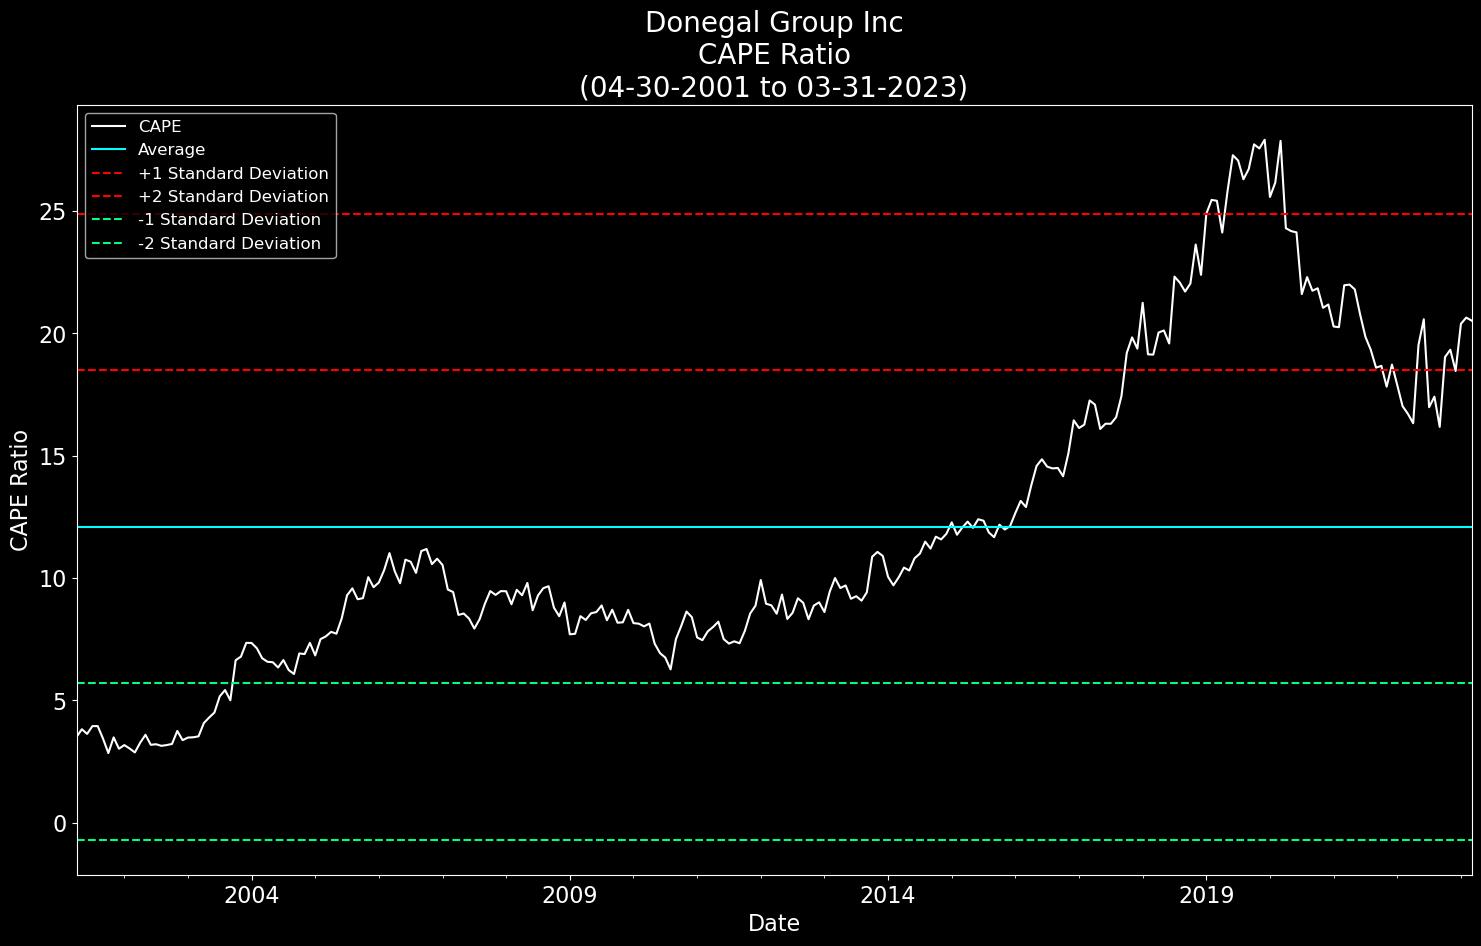 Donegal Group Inc
CAPE Ratio
(04-30-2001 to 03-31-2023)
CAPE
Average
+1 Standard Deviation
+2 Standard Deviation
-1 Standard Deviation
-2 Standard Deviation
25
20
15
10
5
0
CAPE Ratio
2004 2009 2014 2019
Date